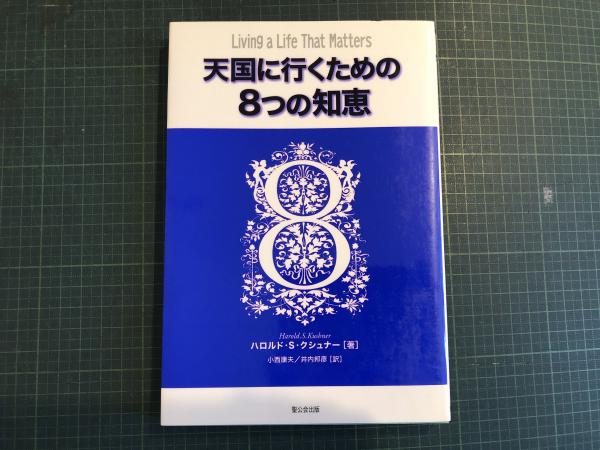 Living a Life That Matters
天国に行くための
8つの知恵
8
Harold.S.Kushner
ハロルド・S・クシュナー［著］
小西康夫／井内邦彦［訳］
聖公会出版